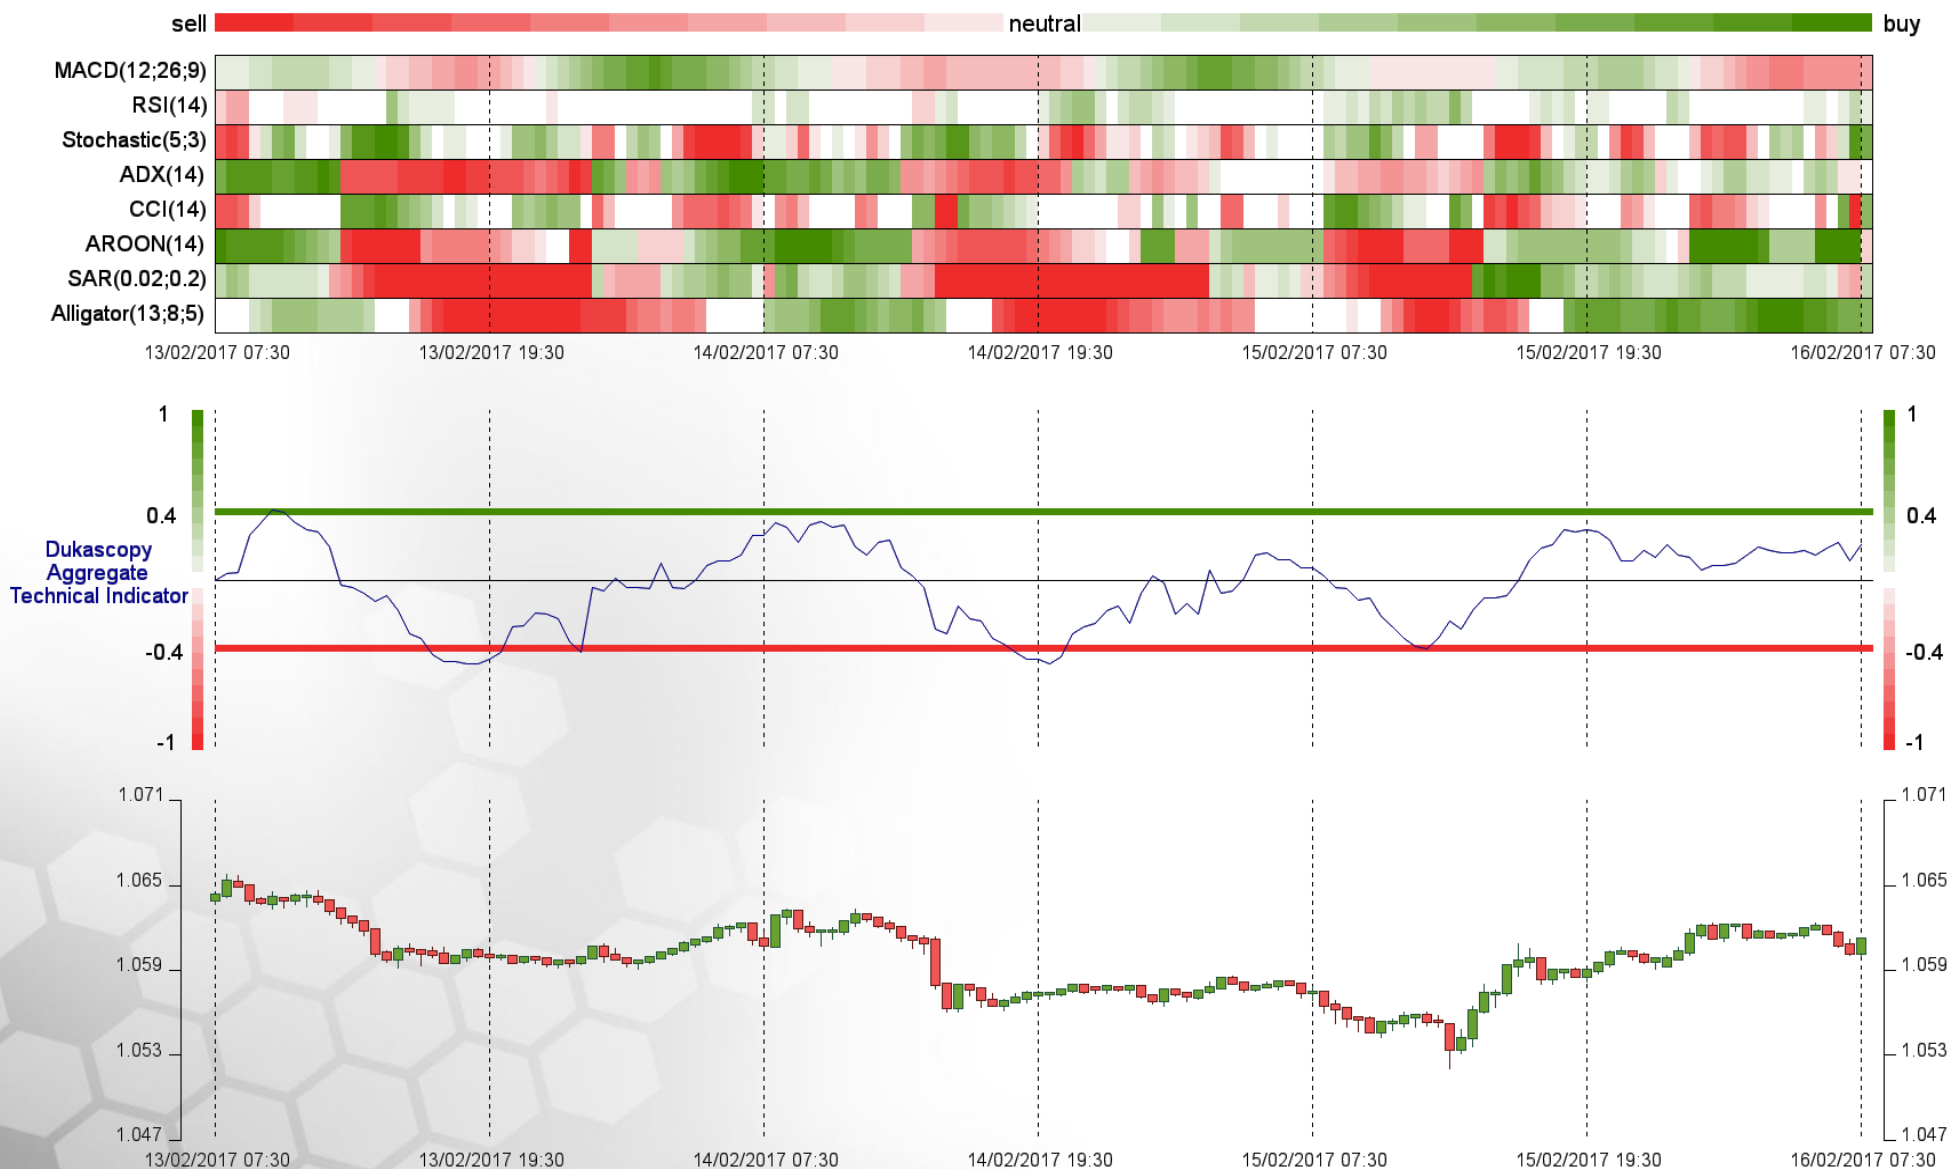 sell neutral buy
MACD(12;26;9)
RSI(14)
Stochastic(5;3)
ADX(14)
CCI(14)
AROON(14)
SAR(0.02;0.2)
Alligator(13;8;5)
13/02/2017 07:30 13/02/2017 19:30 14/02/2017 07:30 14/02/2017 19:30 15/02/2017 07:30 15/02/2017 19:30 16/02/2017 07:30
1 1
0.4 0.4
Dukascopy
Aggregate
Technical Indicator
-0.4 -0.4
-1 -1
1.071 1.071
1.065 1.065
1.059 1.059
1.053 1.053
1.047 1.047
13/02/2017 07:30 13/02/2017 19:30 14/02/2017 07:30 14/02/2017 19:30 15/02/2017 07:30 15/02/2017 19:30 16/02/2017 07:30